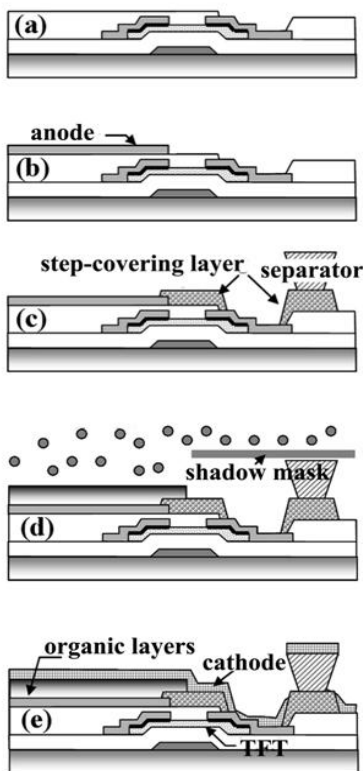 (a)
anode
(b)
step-covering layer
separator
(c)
shadow mask
(d)
organic layers
cathode
(e)
TFT